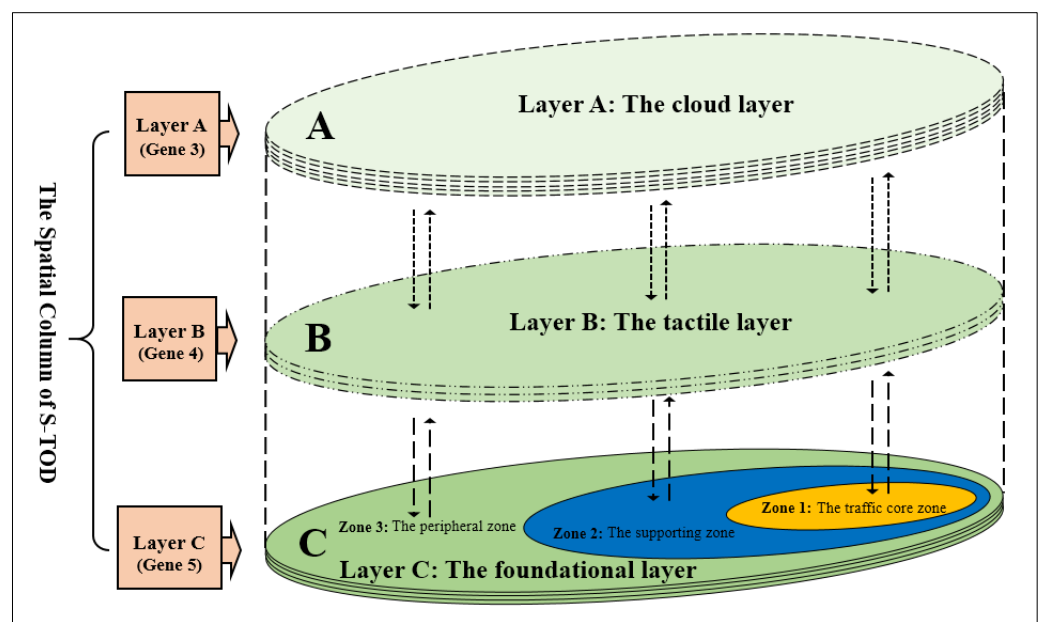 The Spatial Column of S-TOD
Layer A
(Gene 3)
A
Layer A: The cloud layer
Layer B
(Gene 4)
B
Layer B: The tactile layer
Layer C
(Gene 5)
C
Zone 1: The traffic core zone
Zone 2: The supporting zone
Zone 3: The peripheral zone
Layer C: The foundational layer